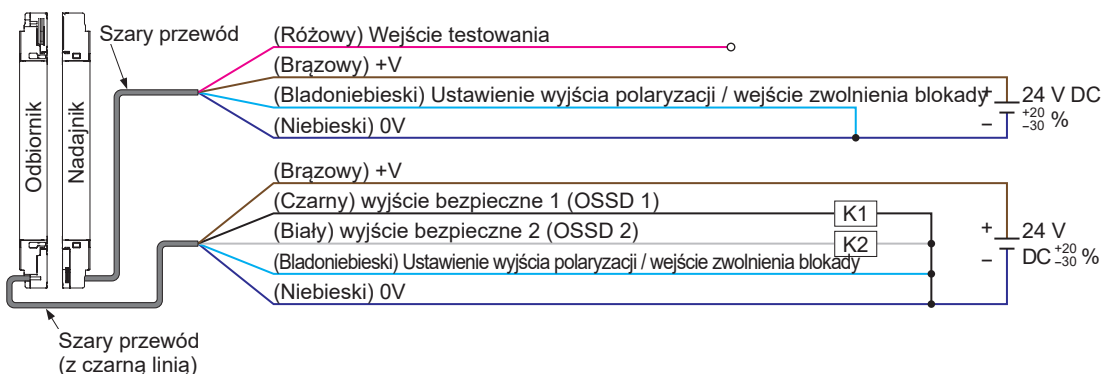 Szary przewód
(Różowy) Wejście testowania
(Brązowy) +V
(Bladoniebieski) Ustawienie wyjścia polaryzacji / wejście zwolnienia blokady
(Niebieski) 0V
+
−
24 V DC
+20
−30 %
Odbiornik
Nadajnik
(Brązowy) +V
(Czarny) wyjście bezpieczne 1 (OSSD 1)
K1
(Biały) wyjście bezpieczne 2 (OSSD 2)
K2
(Bladoniebieski) Ustawienie wyjścia polaryzacji / wejście zwolnienia blokady
(Niebieski) 0V
+
−
24 V
DC +20 −30 %
Szary przewód
(z czarną linią)